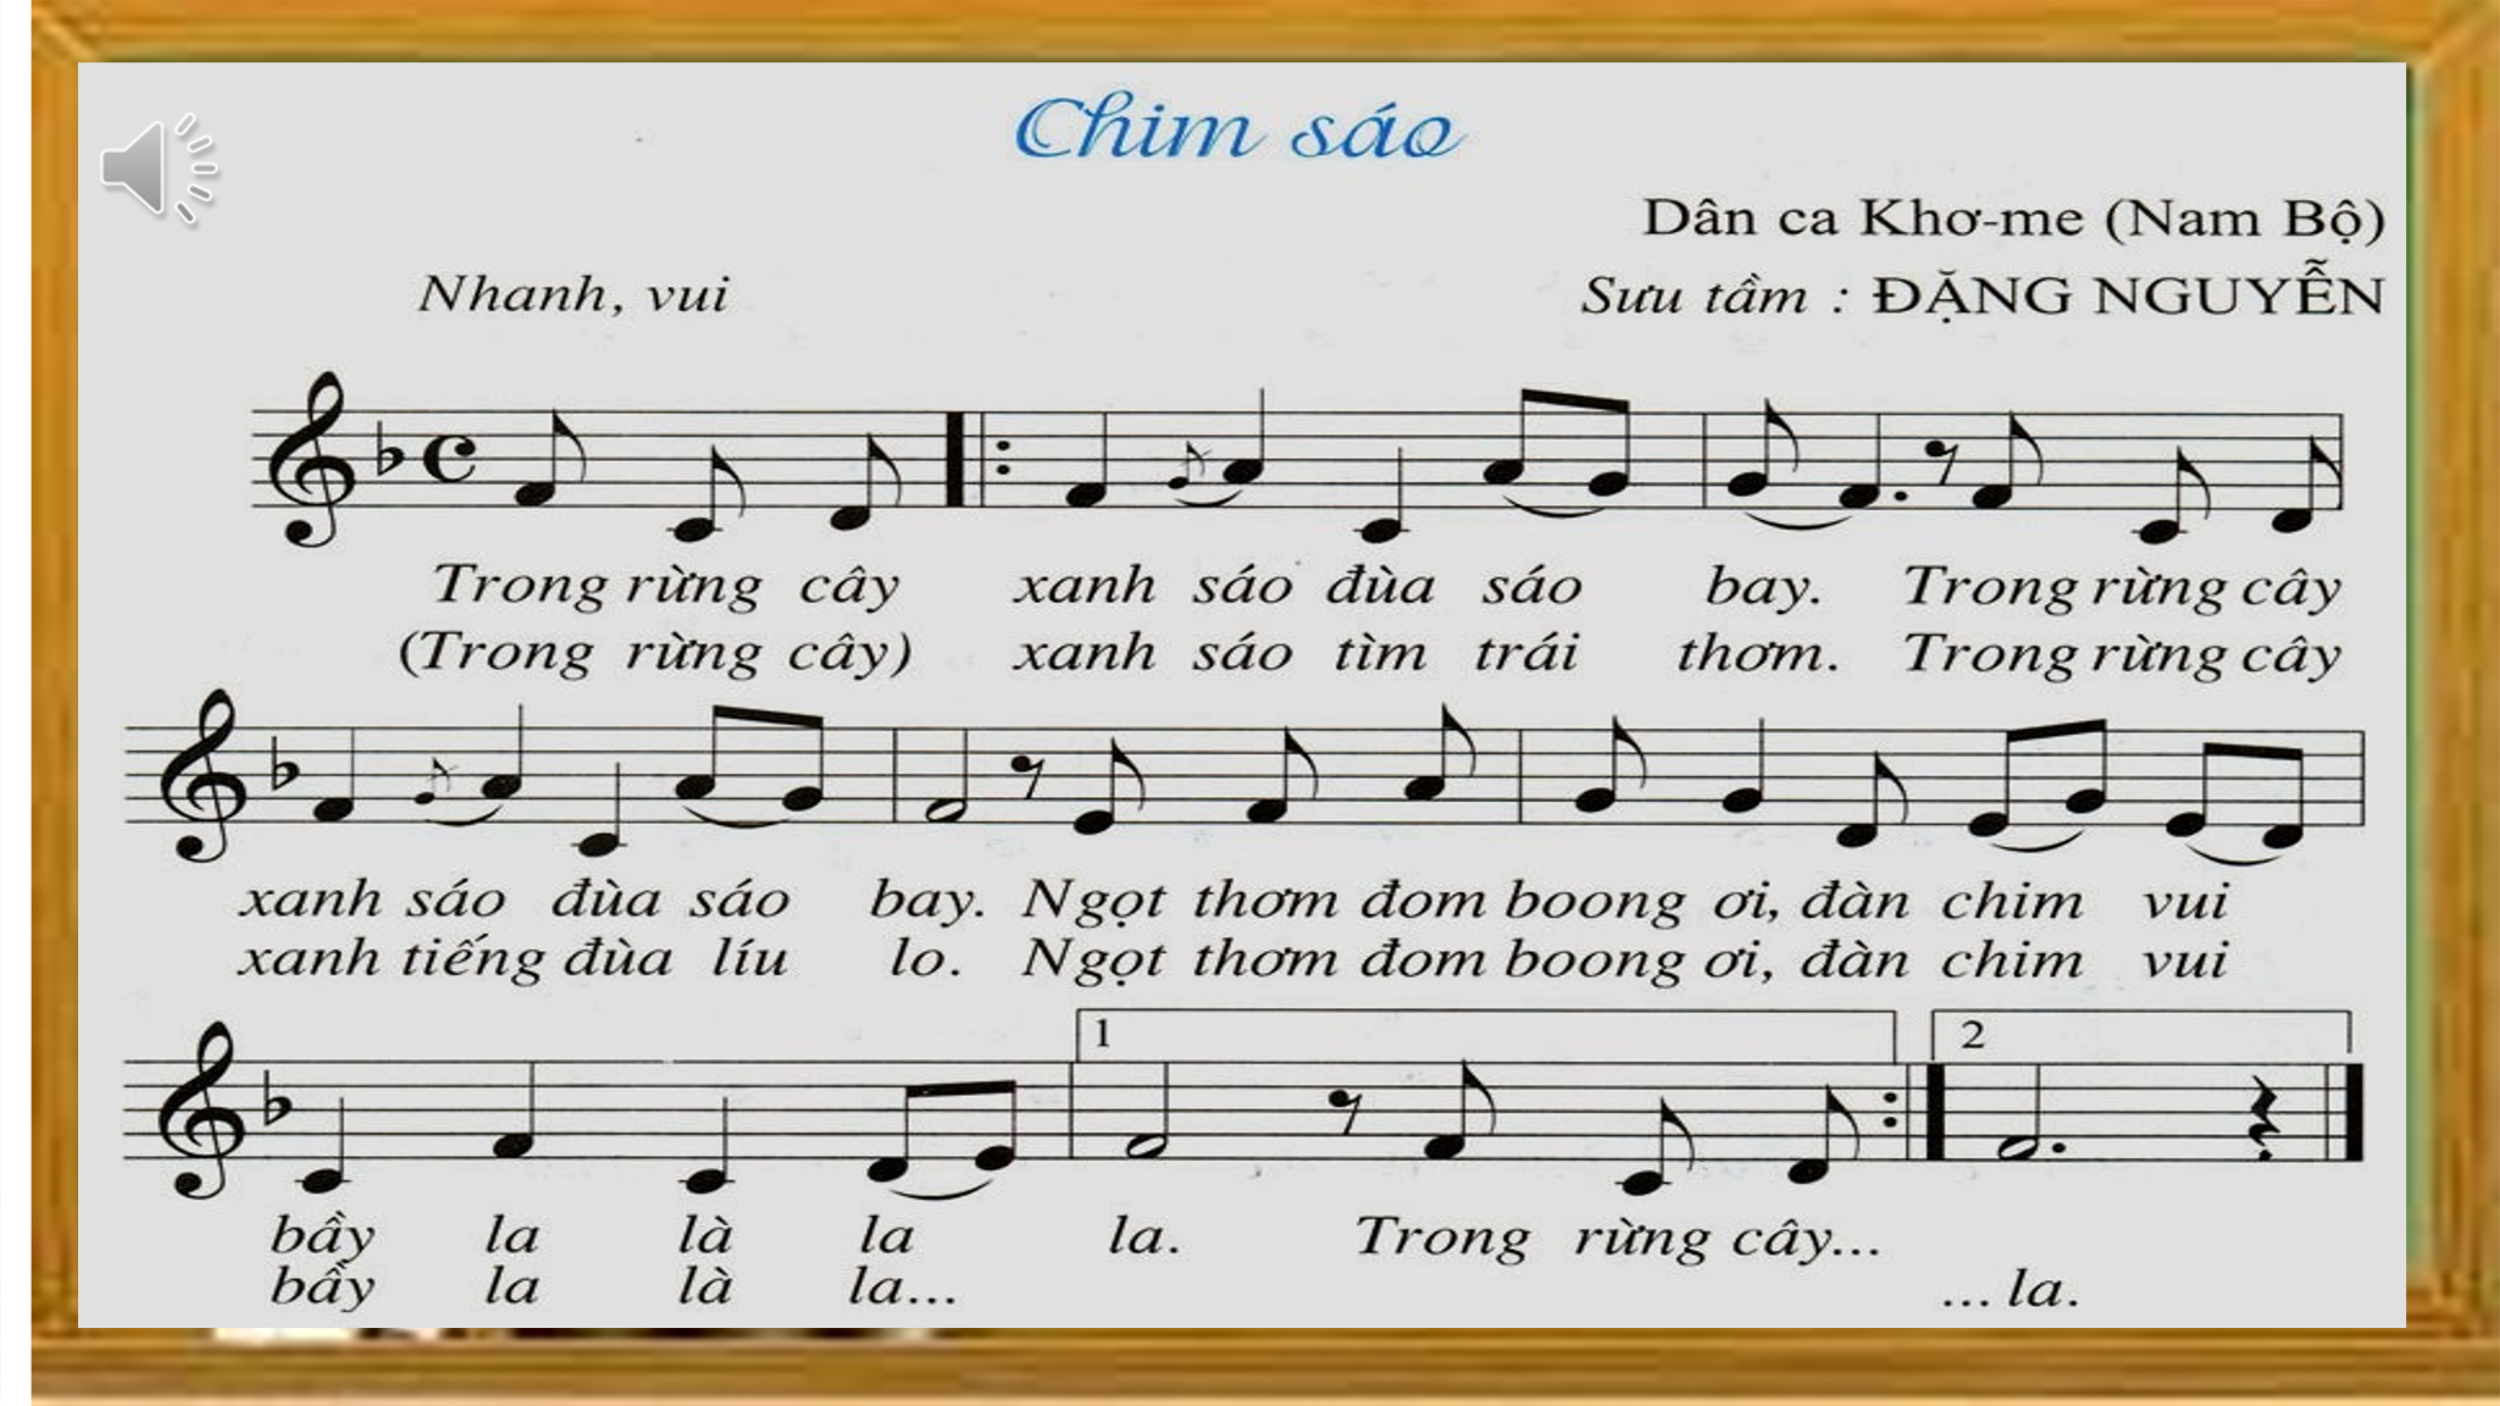 Chim sáo
Dân ca Khơ-me (Nam Bộ)
Nhanh, vui
Sưu tầm : ĐẶNG NGUYỄN
Trong rừng cây xanh sáo đùa sáo bay. Trong rừng cây
(Trong rừng cây) xanh sáo tìm trái thơm. Trong rừng cây
xanh sáo đùa sáo bay. Ngọt thơm đom boong ơi, đàn chim vui
xanh tiếng đùa líu lo. Ngọt thơm đom boong ơi, đàn chim vui
1 2
bầy la là la la. Trong rừng cây...
bầy la là la... ... la.